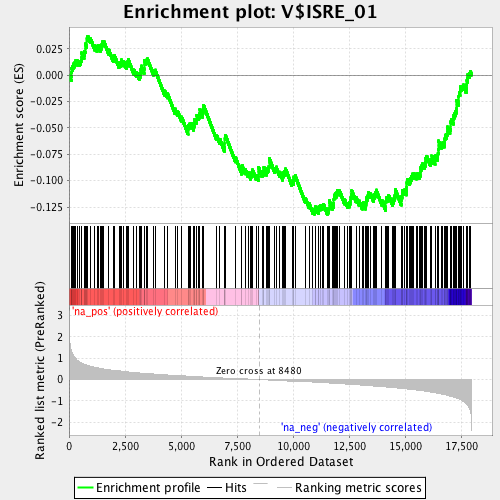 Enrichment plot: V$ISRE_01
Enrichment score (ES)
0.025
0.000
-0.025
-0.050
-0.075
-0.100
-0.125
'na_pos' (positively correlated)
Ranked list metric (PreRanked)
3
2
1
0
-1
-2
Zero cross at 8480
'na_neg' (negatively correlated)
0
2,500
5,000
7,500
10,000
12,500
15,000
17,500
Rank in Ordered Dataset
Enrichment profile
Hits
Ranking metric scores